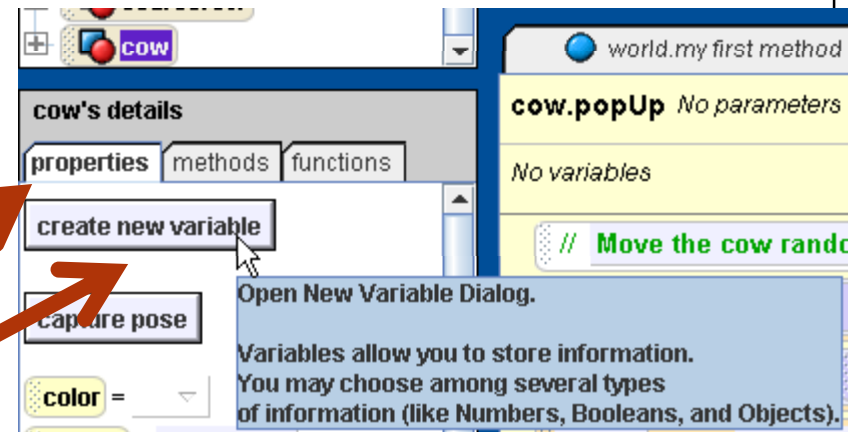 cow
world.my first method
cow's details
cow.popUp No parameters
properties methods functions
No variables
create new variable
// Move the cow
Open New Variable Dialog.
capture pose
Variables allow you to store information.
You may choose among several types
of information (like Numbers, Booleans, and Objects).
color =